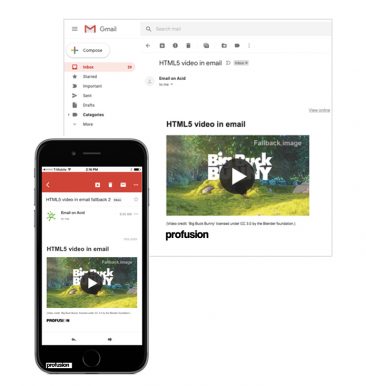 Gmail
Search mail
Compose
Inbox 29
Starred
Important
Sent
Drafts
Categories
More
HTML5 video in email
Inbox
Email on Acid
to me
View online
HTML5 video in email
Fallback.image
Big Buck
Bunny
(Video credit: 'Big Buck Bunny' licensed under CC 3.0 by the Blender foundation.)
profusion
2:16 PM
HTML5 video in email fallback 2
Email on Acid
to me
HTML5 video in email
Fallback.image
Big Buck
Bunny
(Video credit: 'Big Buck Bunny' licensed under CC 3.0 by the Blender foundation.)
PROFUSION
profusion